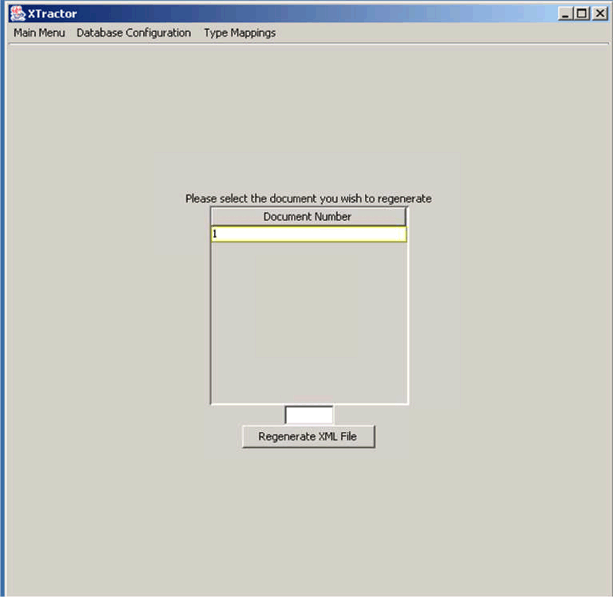 XTractor
Main Menu Database Configuration Type Mappings
Please select the document you wish to regenerate
Document Number
1
Regenerate XML File